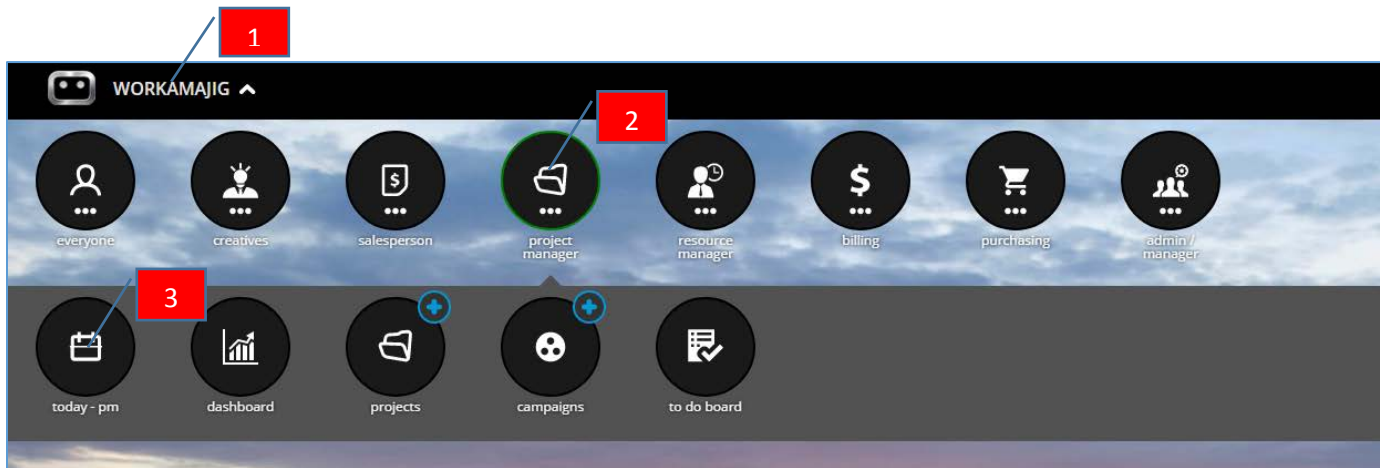 1
WORKAMAJIG
2
everyone
creatives
salesperson
project
manager
resource
manager
billing
purchasing
admin /
manager
3
today - pm
dashboard
projects
campaigns
to do board